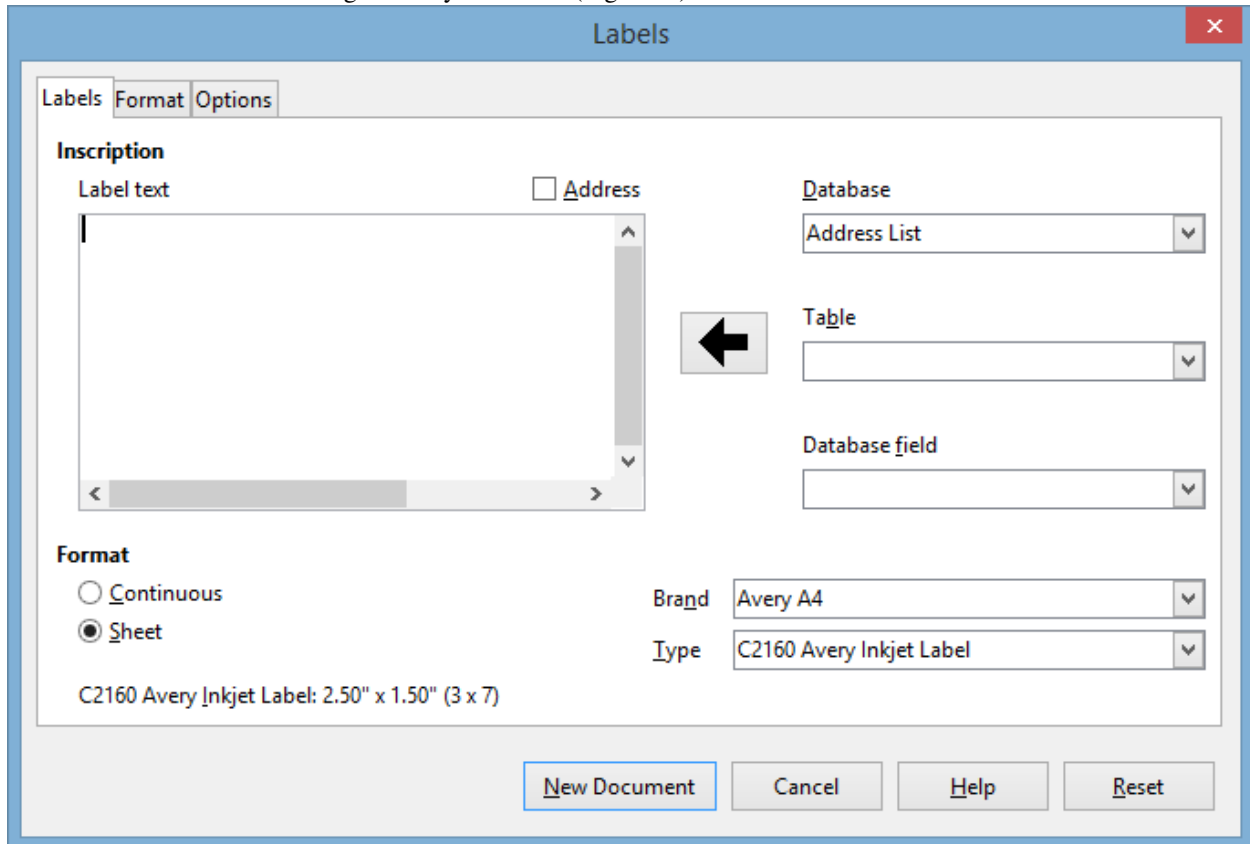 Labels
Labels Format Options
Inscription
Label text
Address
Database
Address List
Table
Database field
Format
Continuous
Sheet
Brand Avery A4
Type C2160 Avery Inkjet Label
C2160 Avery Inkjet Label: 2.50" x 1.50" (3 x 7)
New Document Cancel Help Reset